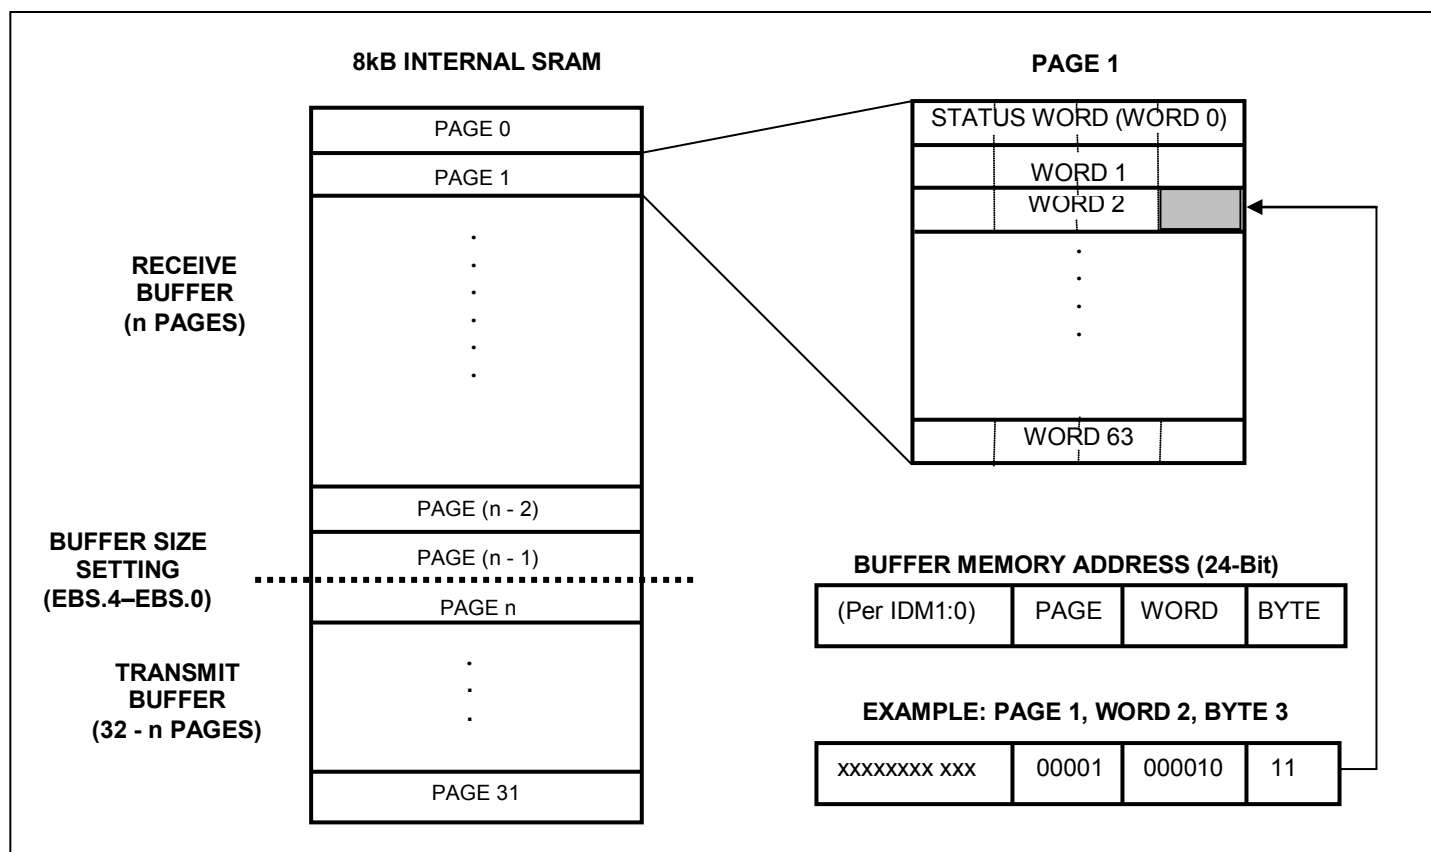 8kB INTERNAL SRAM
PAGE 0
PAGE 1
RECEIVE
BUFFER
(n PAGES)
PAGE (n - 2)
BUFFER SIZE
SETTING
(EBS.4–EBS.0)
PAGE (n - 1)
PAGE n
TRANSMIT
BUFFER
(32 - n PAGES)
PAGE 31
PAGE 1
STATUS WORD (WORD 0)
WORD 1
WORD 2
WORD 63
BUFFER MEMORY ADDRESS (24-Bit)
(Per IDM1:0) PAGE WORD BYTE
EXAMPLE: PAGE 1, WORD 2, BYTE 3
xxxxxxxx xxx 00001 000010 11